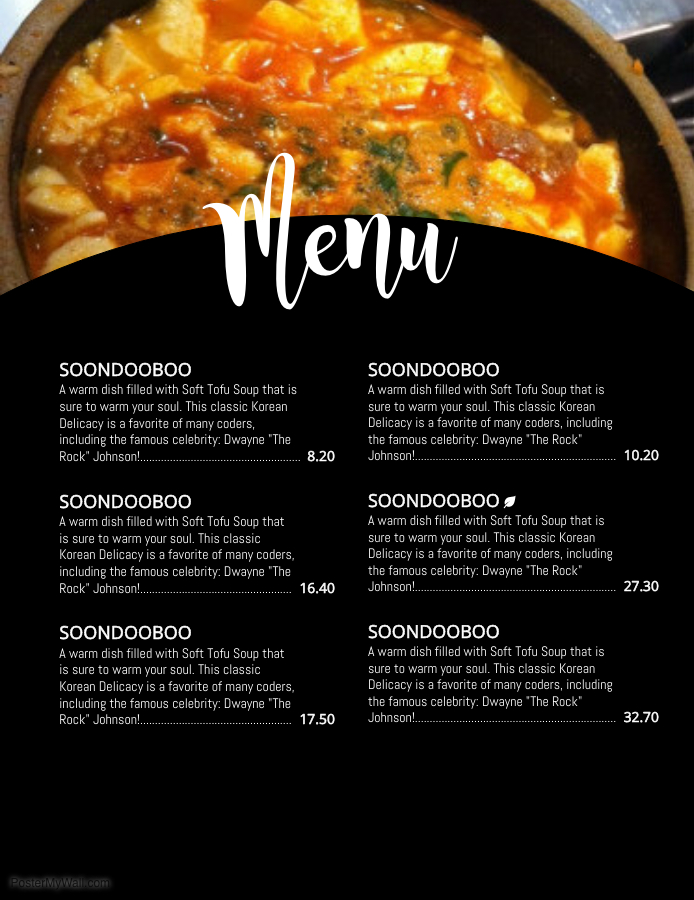 Menu
SOONDOOBOO
A warm dish filled with Soft Tofu Soup that is
sure to warm your soul. This classic Korean
Delicacy is a favorite of many coders,
including the famous celebrity: Dwayne "The
Rock" Johnson!..................................................... 8.20
SOONDOOBOO
A warm dish filled with Soft Tofu Soup that
is sure to warm your soul. This classic
Korean Delicacy is a favorite of many coders,
including the famous celebrity: Dwayne "The
Rock" Johnson!.................................................. 16.40
SOONDOOBOO
A warm dish filled with Soft Tofu Soup that
is sure to warm your soul. This classic
Korean Delicacy is a favorite of many coders,
including the famous celebrity: Dwayne "The
Rock" Johnson!.................................................. 17.50
SOONDOOBOO
A warm dish filled with Soft Tofu Soup that is
sure to warm your soul. This classic Korean
Delicacy is a favorite of many coders, including
the famous celebrity: Dwayne "The Rock"
Johnson!................................................................... 10.20
SOONDOOBOO
A warm dish filled with Soft Tofu Soup that is
sure to warm your soul. This classic Korean
Delicacy is a favorite of many coders, including
the famous celebrity: Dwayne "The Rock"
Johnson!................................................................... 27.30
SOONDOOBOO
A warm dish filled with Soft Tofu Soup that is
sure to warm your soul. This classic Korean
Delicacy is a favorite of many coders, including
the famous celebrity: Dwayne "The Rock"
Johnson!................................................................... 32.70
PosterMyWall.com